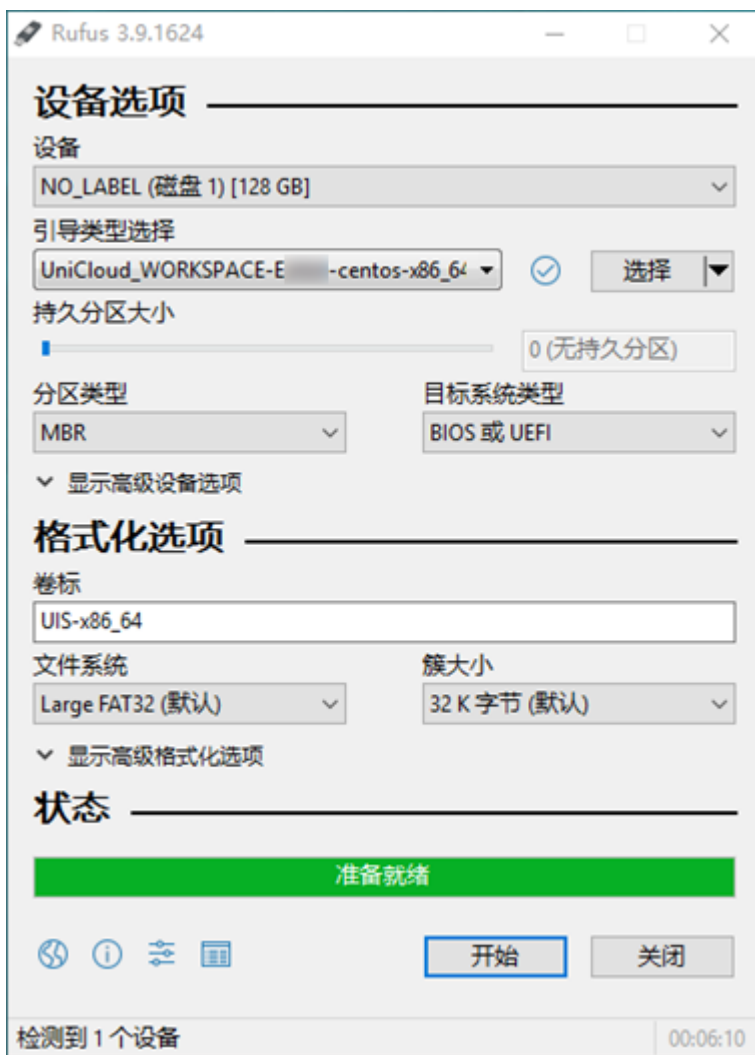 Rufus 3.9.1624
设备选项
设备
NO_LABEL (磁盘 1) [128 GB]
引导类型选择
UniCloud_WORKSPACE-E -centos-x86_64
选择
持久分区大小
0 (无持久分区)
分区类型 目标系统类型
MBR BIOS 或 UEFI
显示高级设备选项
格式化选项
卷标
UIS-x86_64
文件系统 簇大小
Large FAT32 (默认) 32 K 字节 (默认)
显示高级格式化选项
状态
准备就绪
开始 关闭
检测到 1 个设备 00:06:10